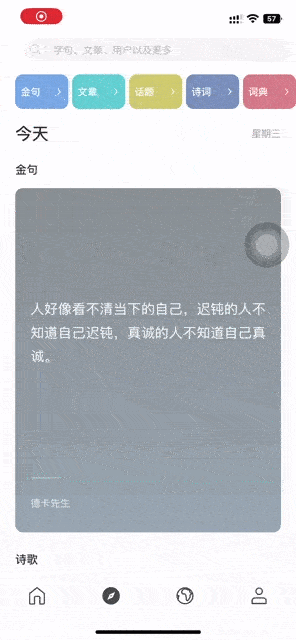 57
字句、文章、用户以及更多
金句
文章
话题
诗词
词典
今天
星期三
金句
人好像看不清当下的自己，迟钝的人不
知道自己迟钝，真诚的人不知道自己真
诚。
德卡先生
诗歌